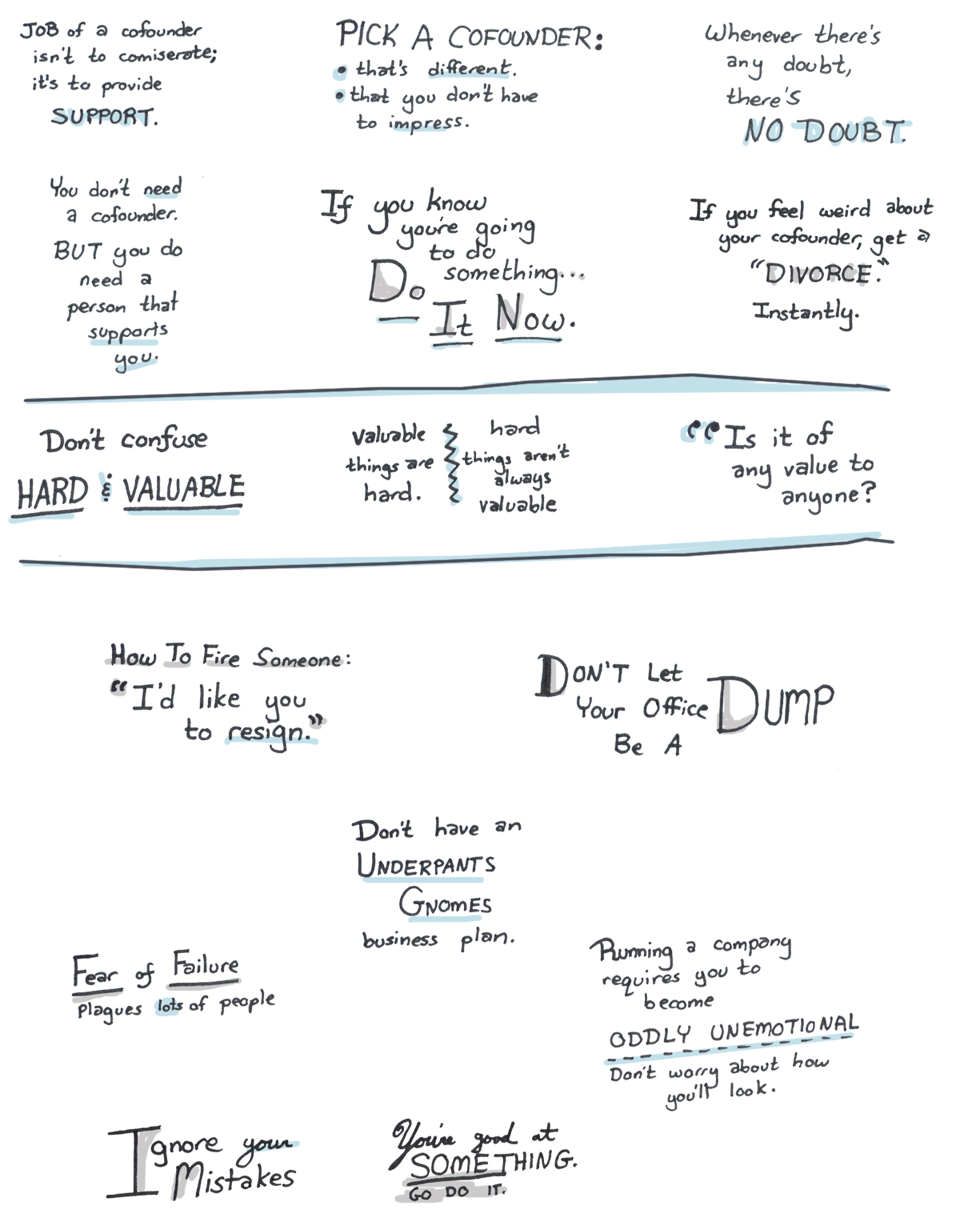 JOB of a cofounder
isn't to comiserate;
it's to provide
SUPPORT.
PICK A COFOUNDER:
• that's different.
• that you don't have
to impress.
Whenever there's
any doubt,
there's
NO DOUBT.
You don't need
a cofounder.
BUT you do
need a
person that
supports
you.
If you know
you're going
to do
something...
Do
It Now.
If you feel weird about
your cofounder, get a
"DIVORCE."
Instantly.
Don't confuse
HARD & VALUABLE
valuable
things are
hard.
hard
things aren't
always
valuable
"Is it of
any value to
anyone?
How To Fire Someone:
"I'd like you
to resign."
DON'T Let
Your Office
Be A
DUMP
Don't have an
UNDERPANTS
GNOMES
business plan.
Fear of Failure
Plagues lots of people
Running a company
requires you to
become
ODDLY UNEMOTIONAL
Don't worry about how
you'll look.
Ignore your
Mistakes
You're good at
SOMETHING.
GO DO IT.